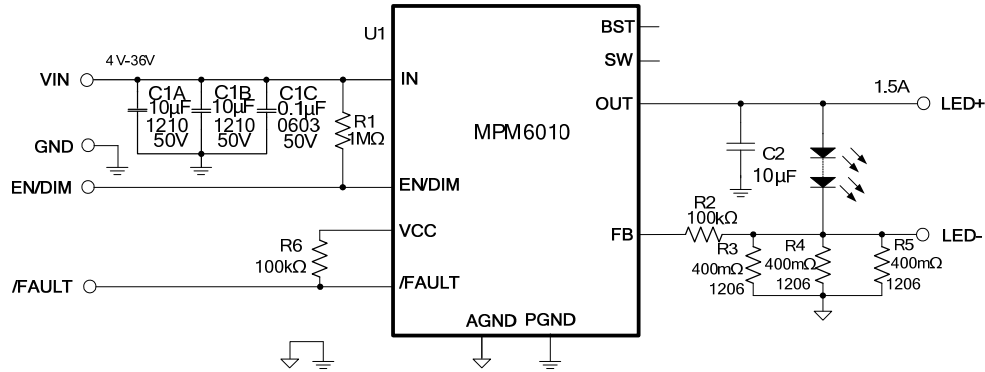 U1
BST
SW
4V-36V
VIN
IN
C1A
10µF
1210
50V
C1B
10µF
1210
50V
C1C
0.1µF
0603
50V
R1
1MΩ
OUT
1.5A
LED+
MPM6010
GND
C2
10µF
EN/DIM
EN/DIM
R2
100kΩ
VCC
FB
LED-
R6
100kΩ
R3
400mΩ
1206
R4
400mΩ
1206
R5
400mΩ
1206
/FAULT
/FAULT
AGND PGND